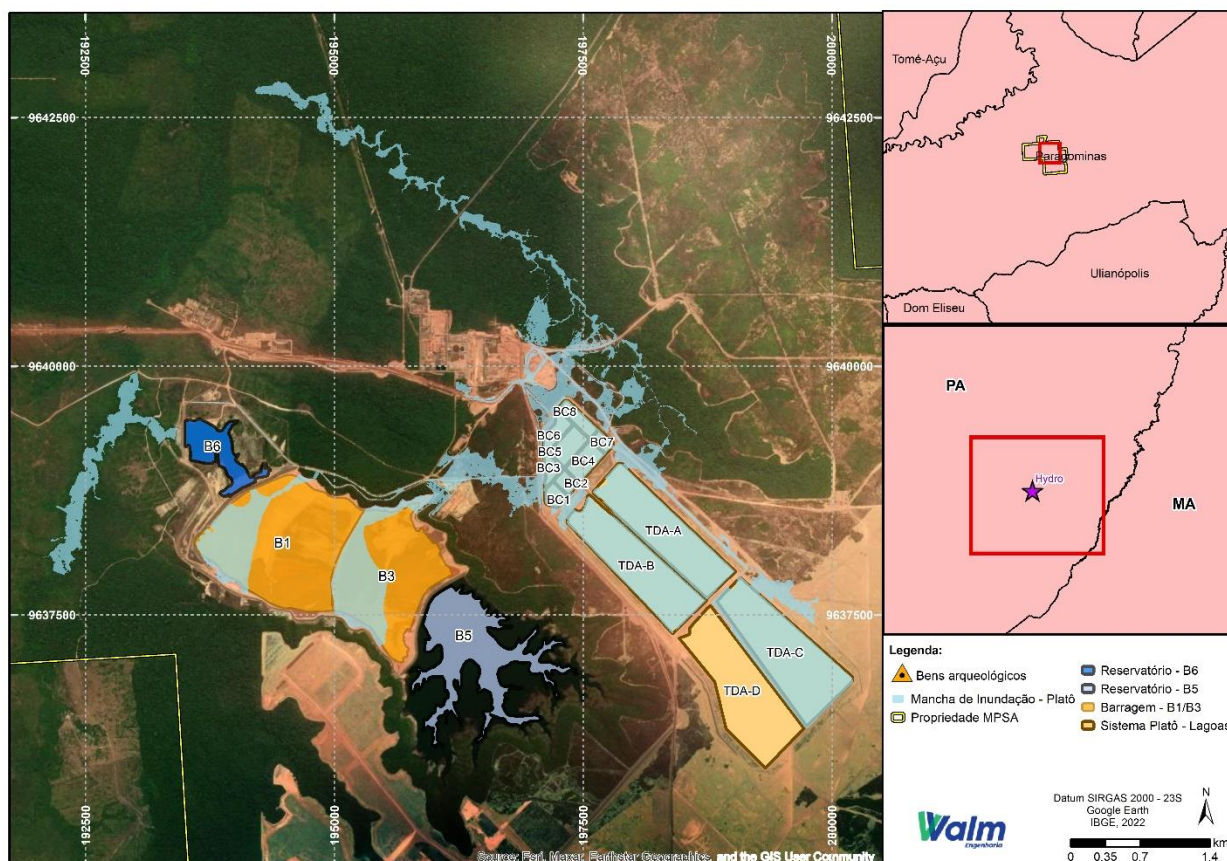 192500
195000
197500
200000
9642500
9642500
9640000
9640000
9637500
9637500
B6
B1
B3
B5
BC8
BC6
BC7
BC5
BC4
BC3
BC2
BC1
TDA-A
TDA-B
TDA-C
TDA-D
192500
195000
197500
200000
Source: Esri, Maxar, Earthstar Geographics, and the GIS User Community
Tomé-Açu
Paragominas
Ulianópolis
Dom Eliseu
PA
Hydro
MA
Legenda:
Bens arqueológicos
Mancha de Inundação - Platô
Propriedade MPSA
Reservatório - B6
Reservatório - B5
Barragem - B1/B3
Sistema Platô - Lagoas
Walm
Engenharia
Datum SIRGAS 2000 - 23S
Google Earth
IBGE, 2022
N
km
0 0.35 0.7 1.4